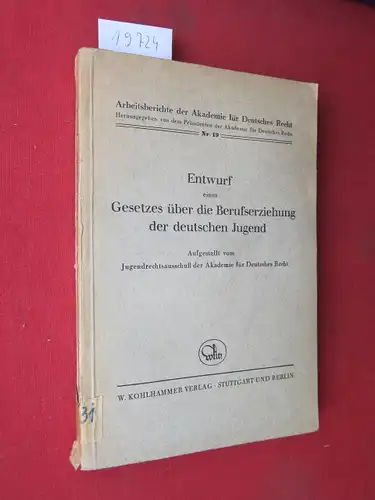 19724
Arbeitsberichte der Akademie für Deutsches Recht
Herausgegeben von dem Präsidenten der Akademie für Deutsches Recht
Nr. 19
Entwurf
eines
Gesetzes über die Berufserziehung
der deutschen Jugend
Aufgestellt vom
Jugendrechtsausschuß der Akademie für Deutsches Recht
W. KOHLHAMMER VERLAG · STUTTGART UND BERLIN
31